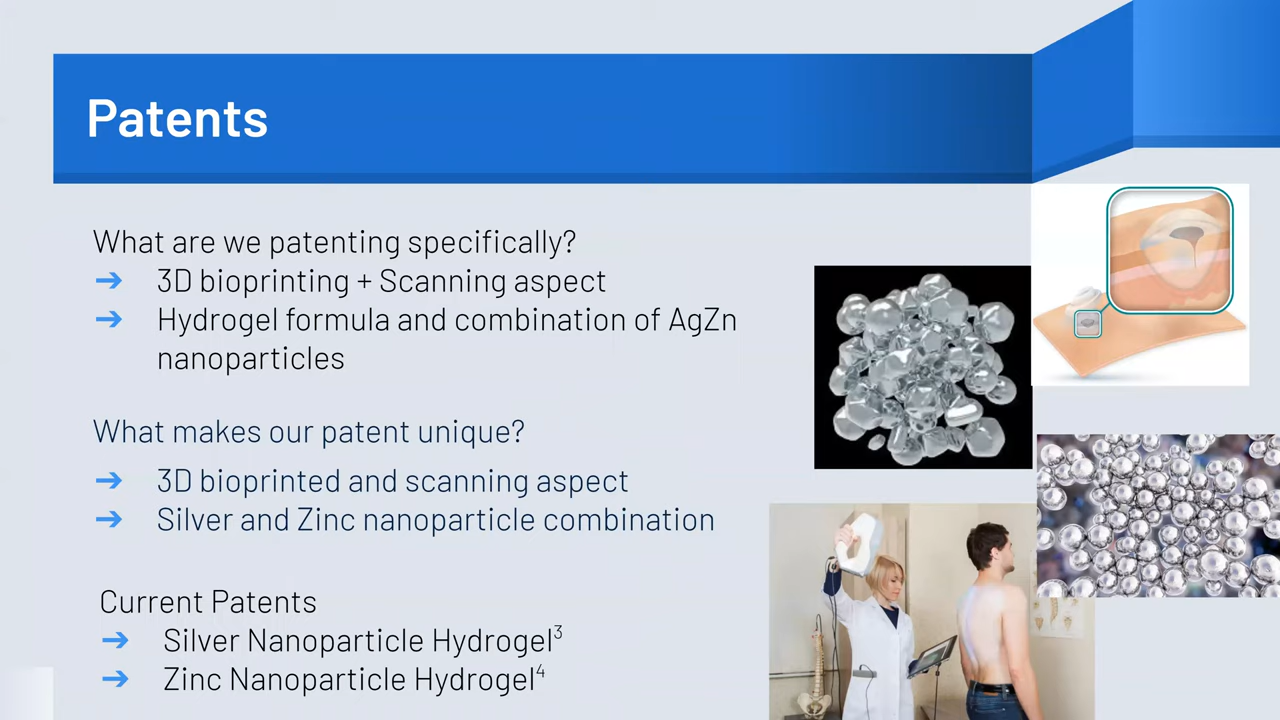 Patents
What are we patenting specifically?
➔ 3D bioprinting + Scanning aspect
➔ Hydrogel formula and combination of AgZn
nanoparticles
What makes our patent unique?
➔ 3D bioprinted and scanning aspect
➔ Silver and Zinc nanoparticle combination
Current Patents
➔ Silver Nanoparticle Hydrogel³
➔ Zinc Nanoparticle Hydrogel⁴